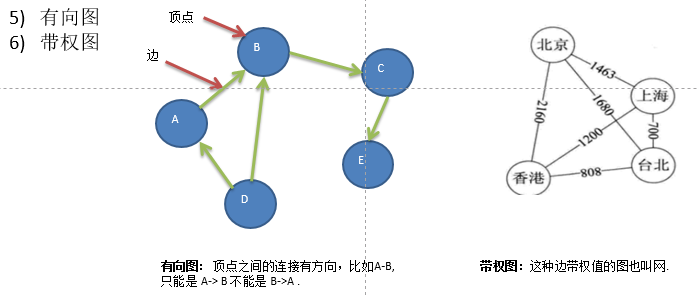 5) 有向图
6) 带权图
顶点
边
B
C
A
E
D
北京
1463
上海
2160
1680
700
1200
台北
808
香港
有向图: 顶点之间的连接有方向，比如A-B,
只能是 A-> B 不能是 B->A .
带权图：这种边带权值的图也叫网.